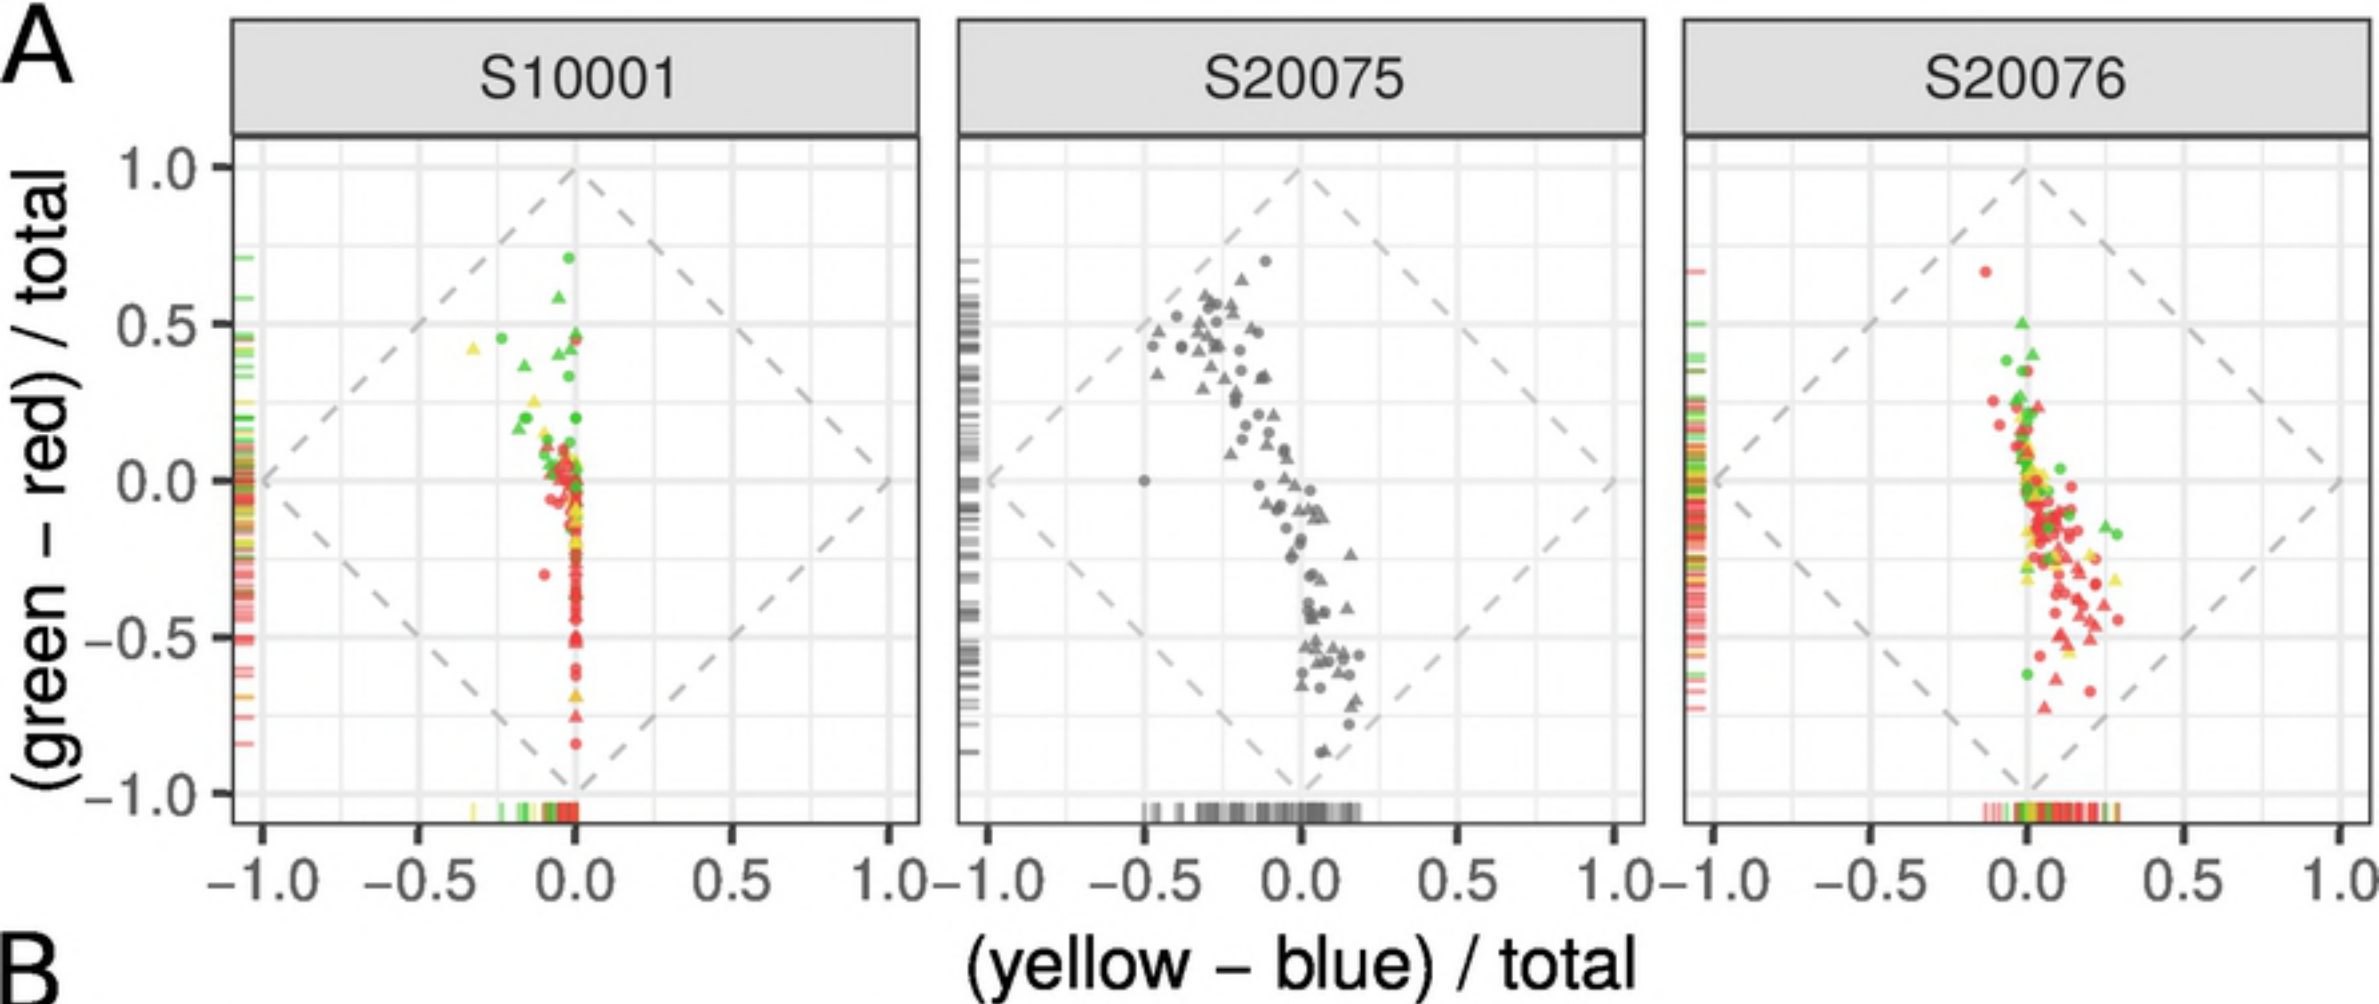 A
S10001 S20075 S20076
(green − red) / total
1.0
0.5
0.0
−0.5
−1.0
−1.0 −0.5 0.0 0.5 1.0 −1.0 −0.5 0.0 0.5 1.0 −1.0 −0.5 0.0 0.5 1.0
(yellow − blue) / total
B